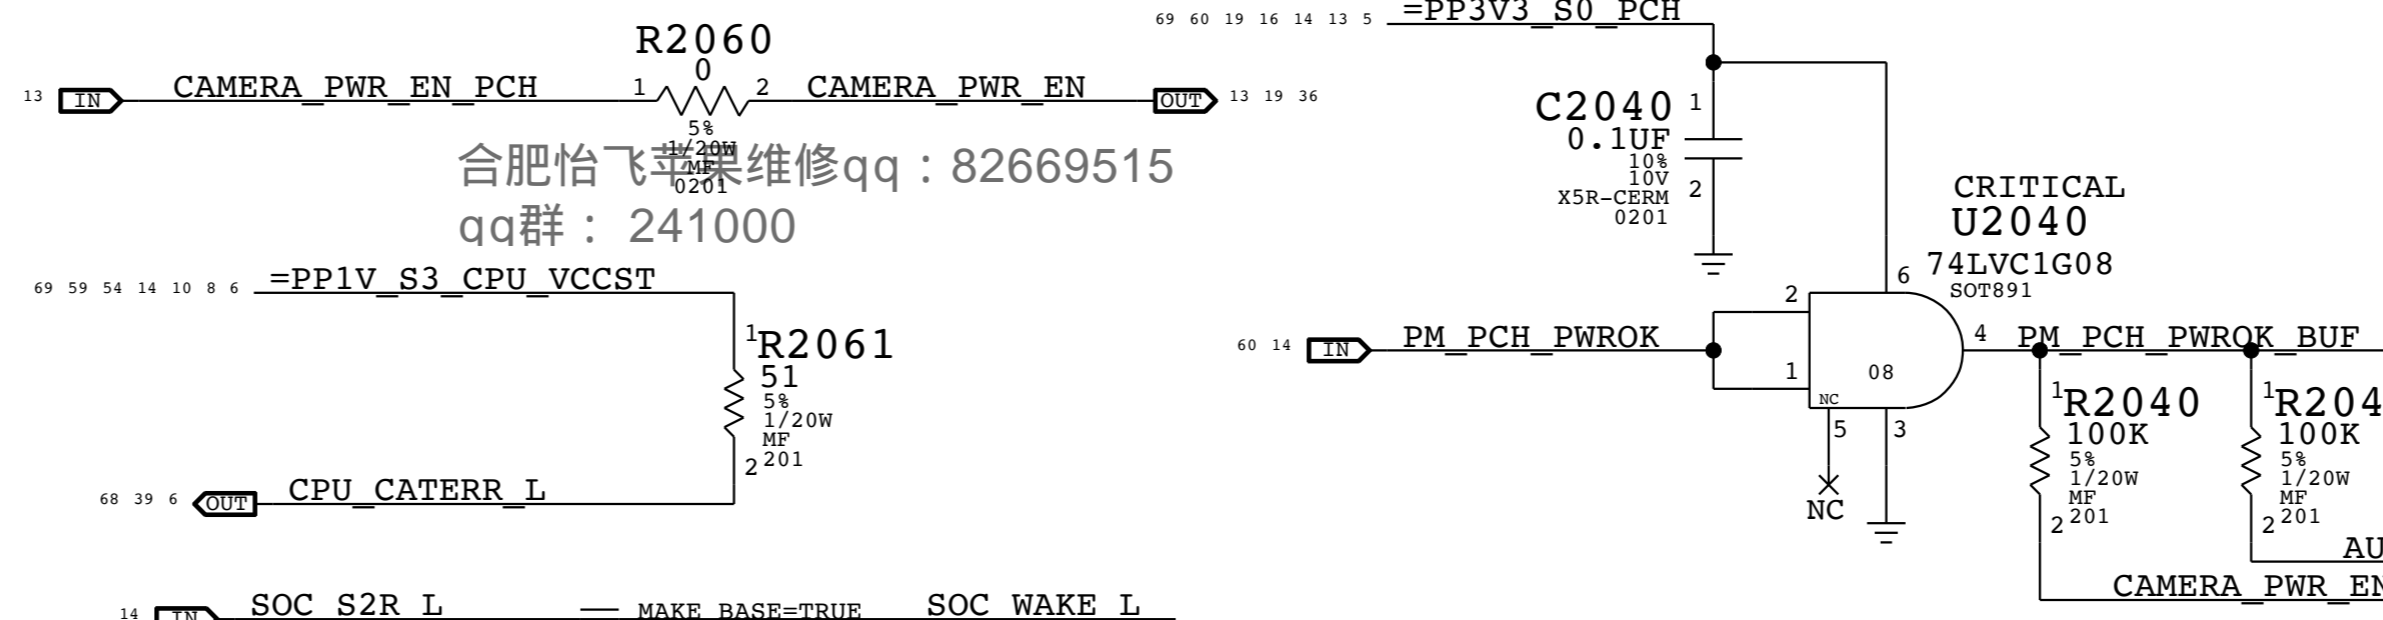 R2060
0
13 IN CAMERA_PWR_EN_PCH 1 2 CAMERA_PWR_EN OUT 13 19 36
5%
1/20W
MF
0201
合肥怡飞苹果维修qq：82669515
qq群： 241000
69 59 54 14 10 8 6 =PP1V_S3_CPU_VCCST
1 R2061
51
5%
1/20W
MF
2 201
68 39 6 OUT CPU_CATERR_L
14 IN SOC_S2R_L MAKE_BASE=TRUE SOC_WAKE_L
69 60 19 16 14 13 5 =PP3V3_S0_PCH
C2040 1
0.1UF
10%
10V
X5R-CERM 2
0201
CRITICAL
U2040
74LVC1G08
SOT891
6
2
60 14 IN PM_PCH_PWROK 4 PM_PCH_PWROK_BUF
1 08
NC
5 3
NC
1 R2040
100K
5%
1/20W
MF
2 201
1 R204
100K
5%
1/20W
MF
2 201
AU
CAMERA_PWR_EN